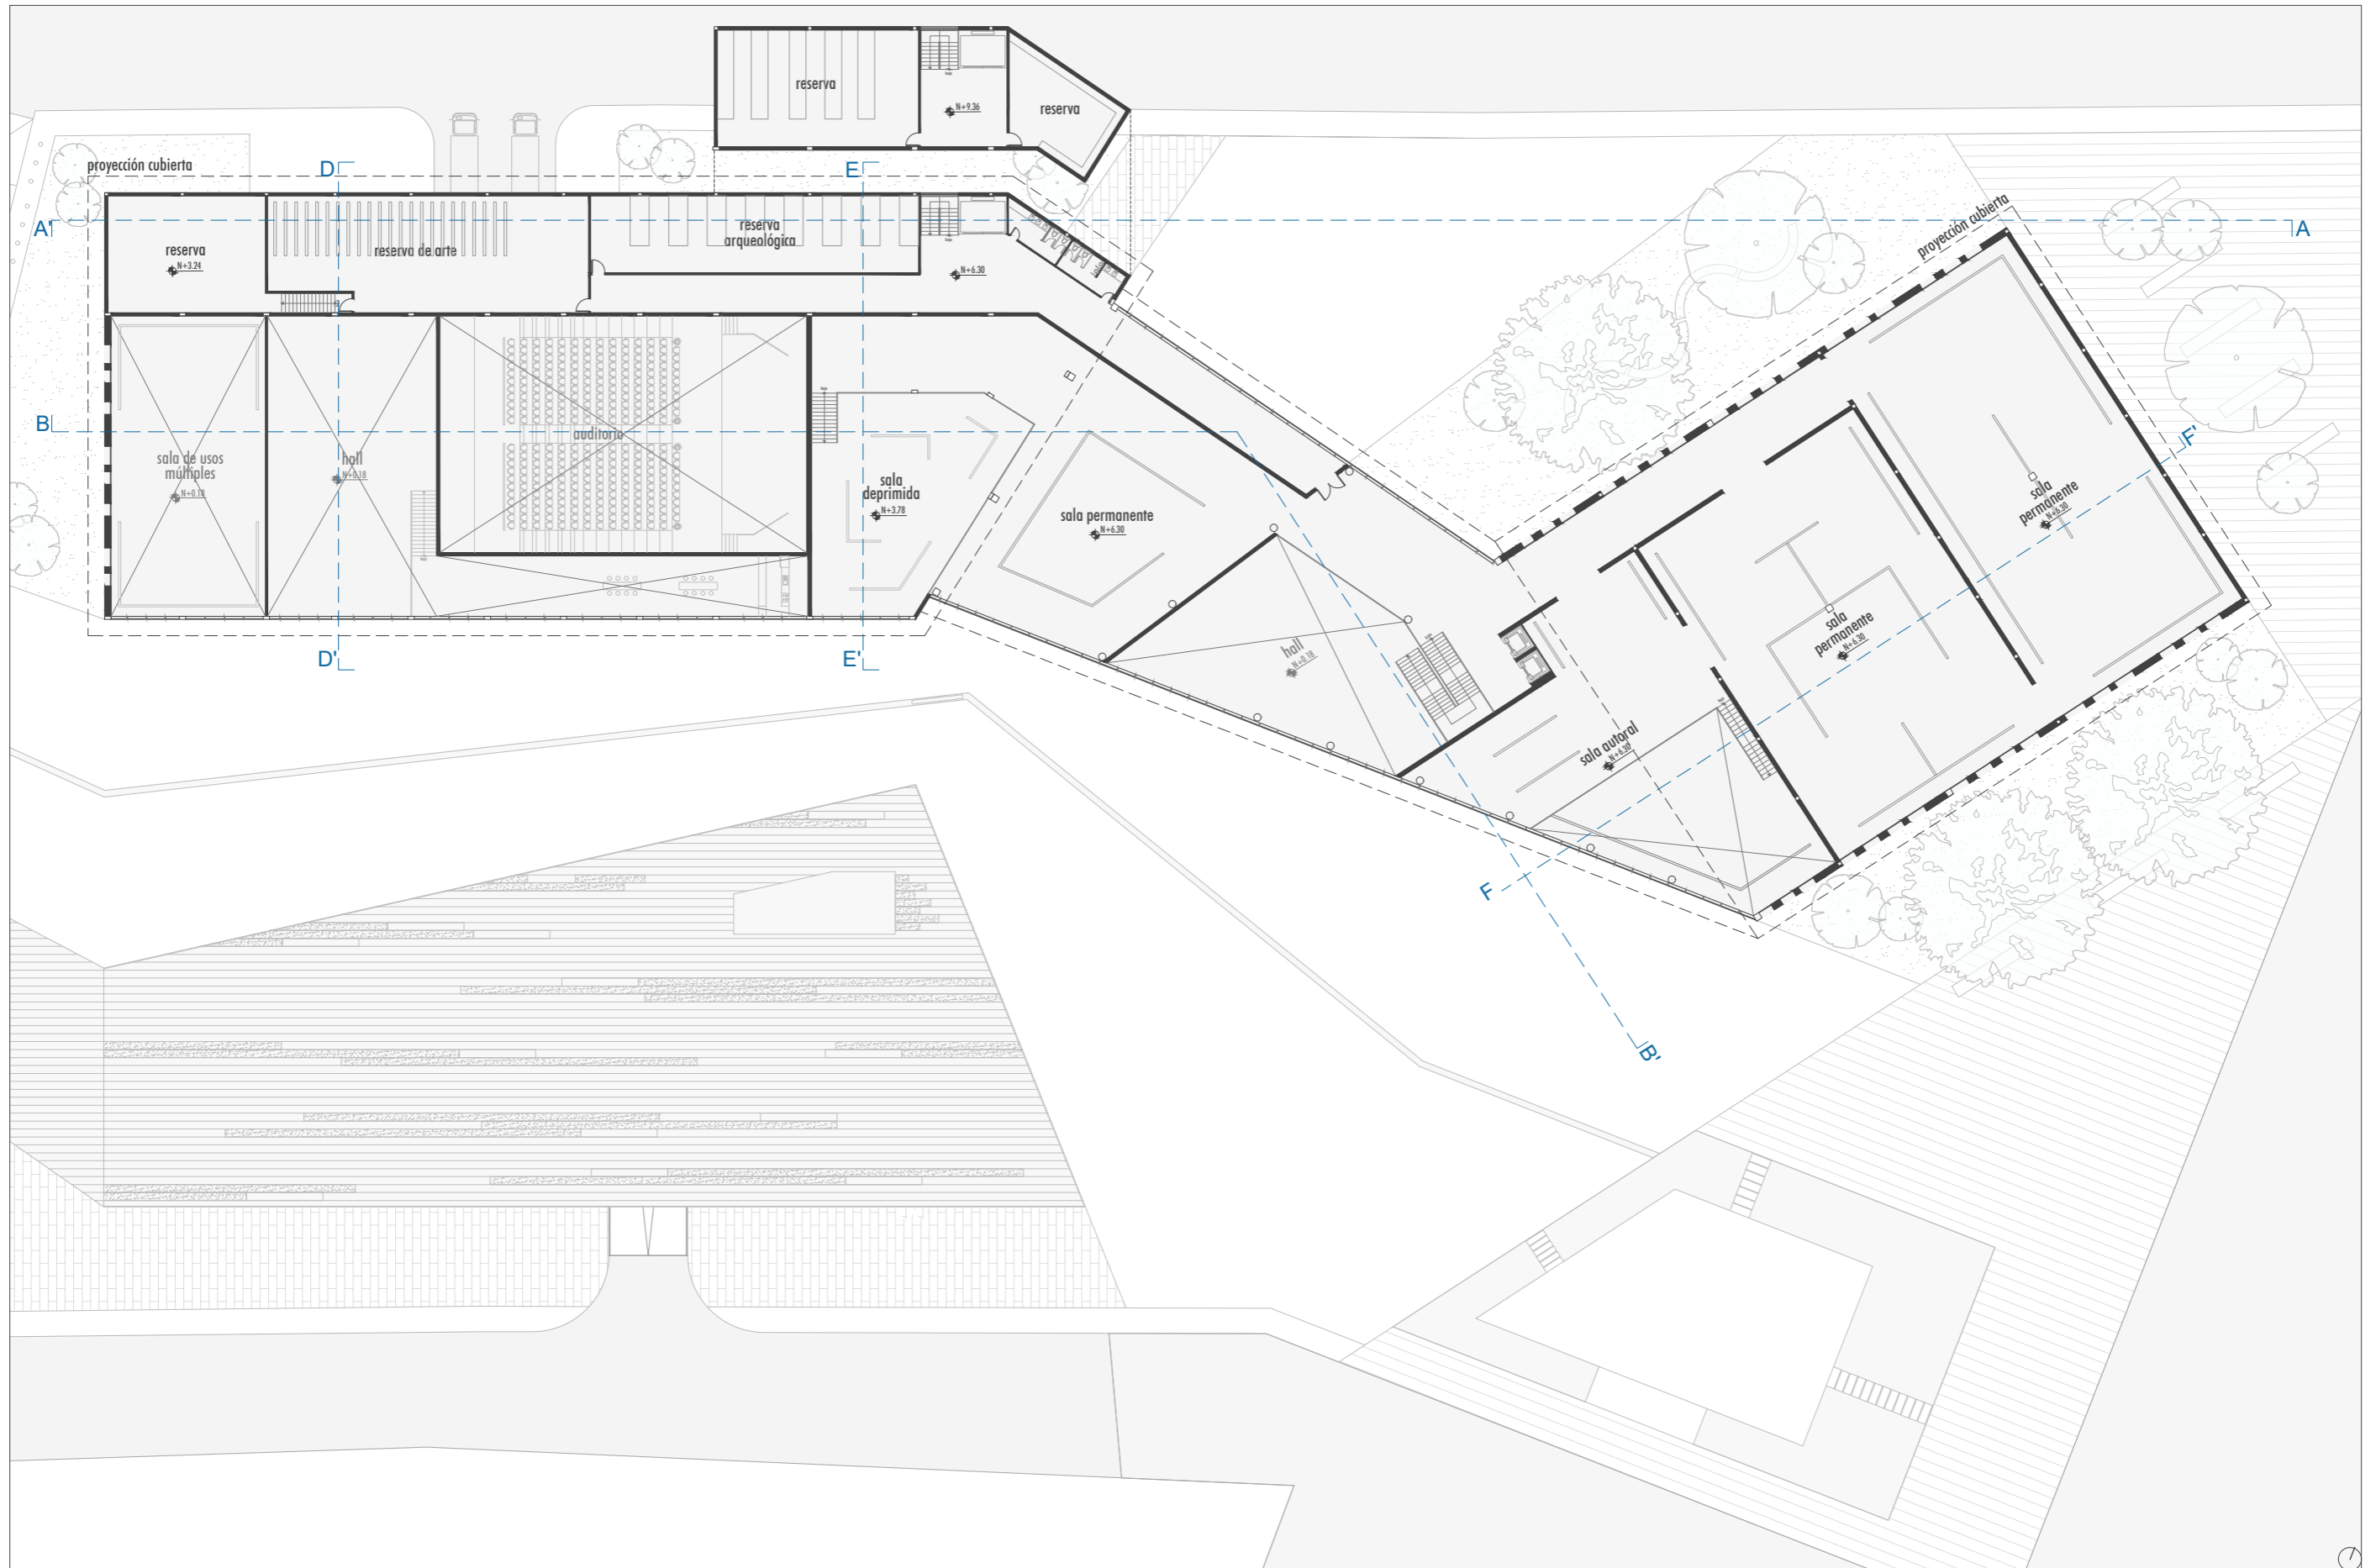 reserva
N+9.36
reserva
proyección cubierta
D
E
A'
A
reserva
N+3.24
reserva de arte
reserva
arqueológica
N+6.30
proyección cubierta
B
sala de usos
múltiples
N+0.18
hall
N+0.18
auditorio
sala
deprimida
N+3.78
sala permanente
N+6.30
sala
permanente
N+6.30
F'
sala
permanente
N+6.30
hall
N+0.18
D'
E'
sala autoral
N+6.30
F
B'